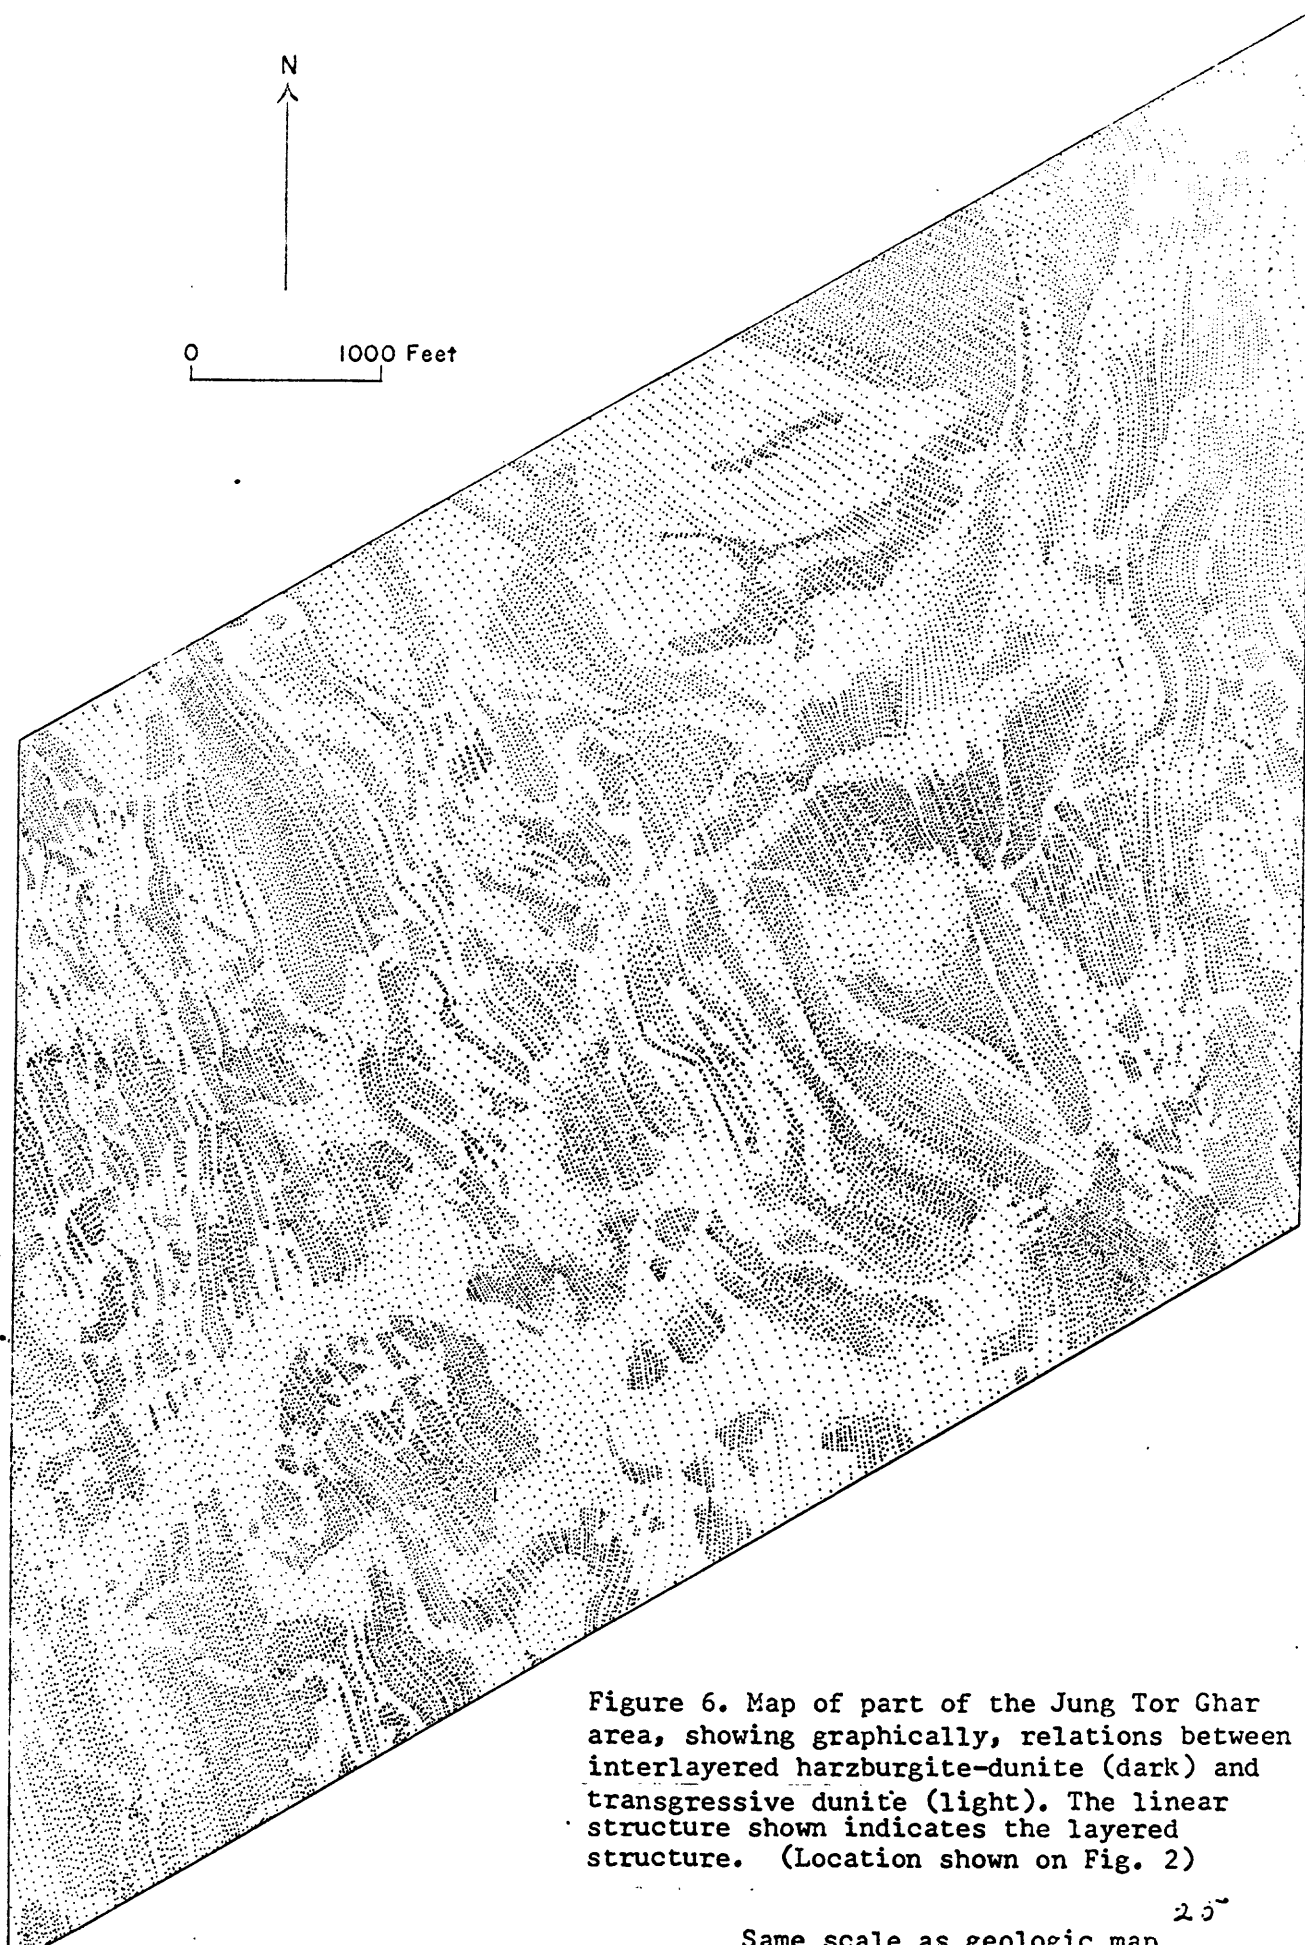 N
0 1000 Feet
Figure 6. Map of part of the Jung Tor Ghar
area, showing graphically, relations between
interlayered harzburgite-dunite (dark) and
transgressive dunite (light). The linear
structure shown indicates the layered
structure. (Location shown on Fig. 2)
25
Same scale as geologic map